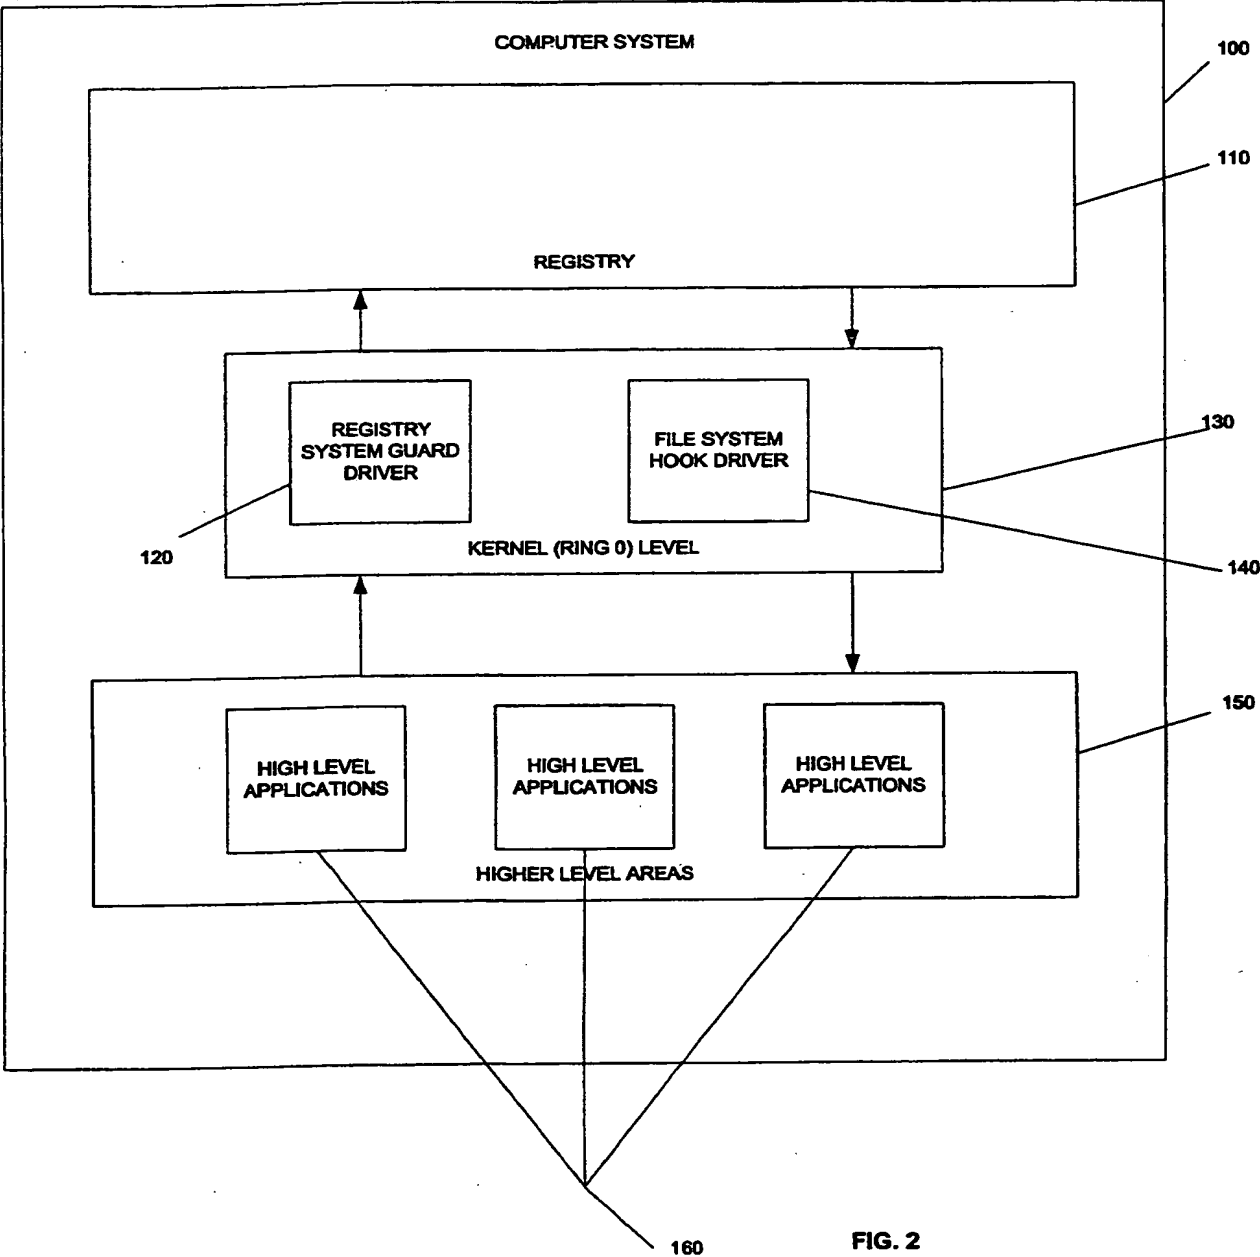 COMPUTER SYSTEM
100
110
REGISTRY
REGISTRY
SYSTEM GUARD
DRIVER
FILE SYSTEM
HOOK DRIVER
130
120
KERNEL (RING 0) LEVEL
140
150
HIGH LEVEL
APPLICATIONS
HIGH LEVEL
APPLICATIONS
HIGH LEVEL
APPLICATIONS
HIGHER LEVEL AREAS
160
FIG. 2